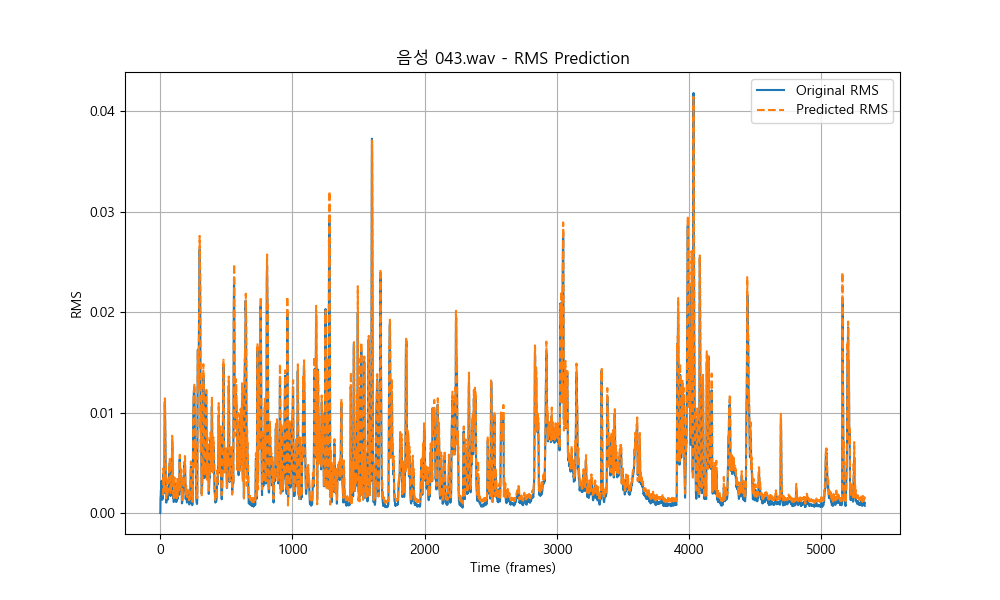 음성 043.wav - RMS Prediction
Original RMS
Predicted RMS
RMS
0.04
0.03
0.02
0.01
0.00
0 1000 2000 3000 4000 5000
Time (frames)